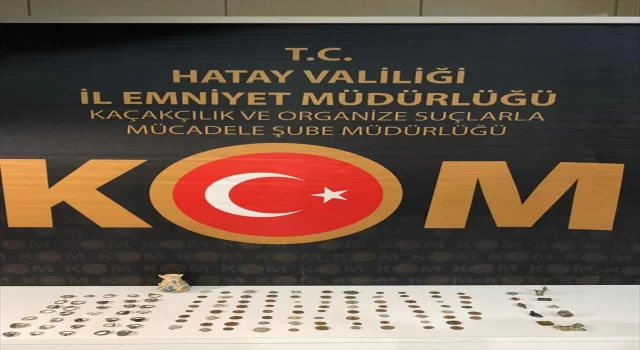 T.C.
HATAY VALİLİĞİ
İL EMNİYET MÜDÜRLÜĞÜ
KAÇAKÇILIK VE ORGANİZE SUÇLARLA
MÜCADELE ŞUBE MÜDÜRLÜĞÜ
KOM